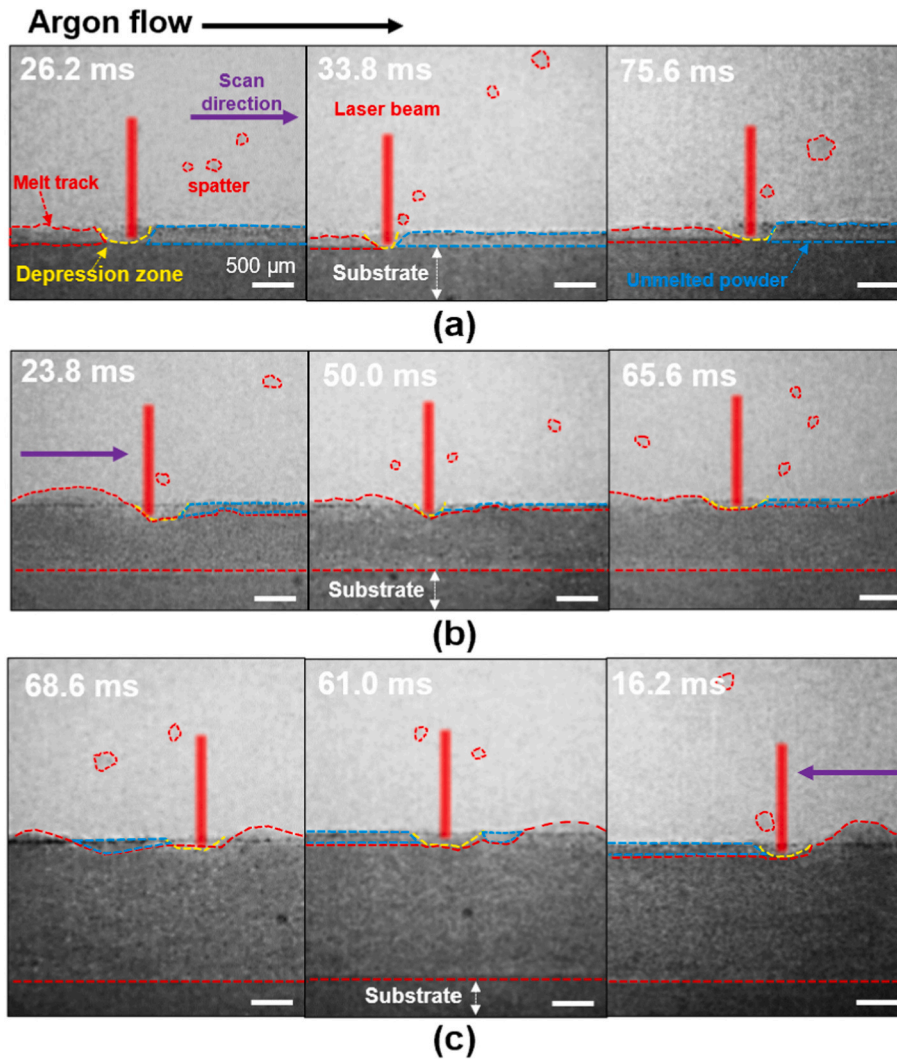 Argon flow
26.2 ms
33.8 ms
75.6 ms
Scan
direction
Laser beam
Melt track
spatter
Depression zone
500 µm
Substrate
Unmelted powder
(a)
23.8 ms
50.0 ms
65.6 ms
Substrate
(b)
68.6 ms
61.0 ms
16.2 ms
Substrate
(c)